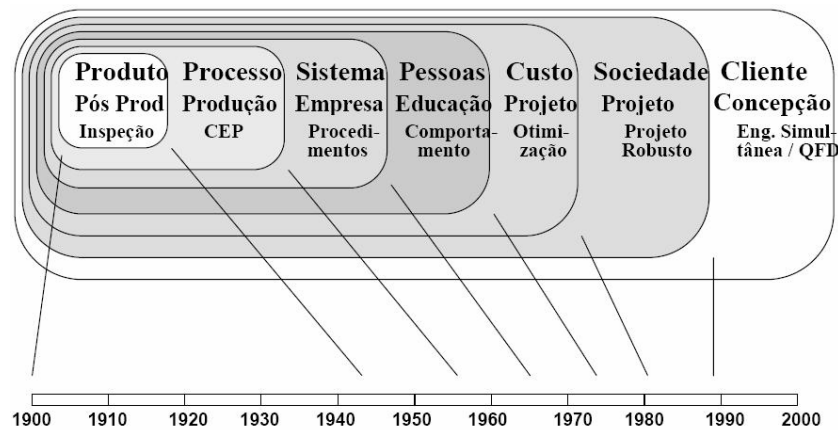 Produto Processo Sistema Pessoas Custo Sociedade Cliente
Pós Prod Produção Empresa Educação Projeto Projeto Concepção
Inspeção CEP Procedi- Comporta- Otimi- Projeto Eng. Simul-
mentos mento zação Robusto tânea / QFD
1900 1910 1920 1930 1940 1950 1960 1970 1980 1990 2000